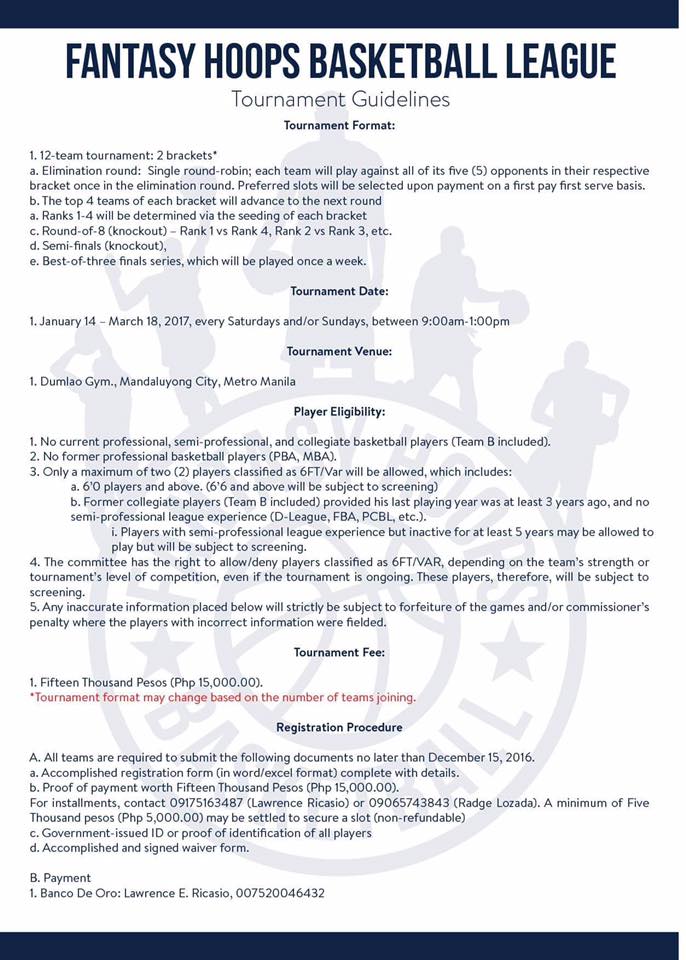 FANTASY HOOPS BASKETBALL LEAGUE
Tournament Guidelines
Tournament Format:
1. 12-team tournament: 2 brackets*
a. Elimination round: Single round-robin; each team will play against all of its five (5) opponents in their respective
bracket once in the elimination round. Preferred slots will be selected upon payment on a first pay first serve basis.
b. The top 4 teams of each bracket will advance to the next round
a. Ranks 1-4 will be determined via the seeding of each bracket
c. Round-of-8 (knockout) – Rank 1 vs Rank 4, Rank 2 vs Rank 3, etc.
d. Semi-finals (knockout),
e. Best-of-three finals series, which will be played once a week.
Tournament Date:
1. January 14 – March 18, 2017, every Saturdays and/or Sundays, between 9:00am-1:00pm
Tournament Venue:
1. Dumlao Gym., Mandaluyong City, Metro Manila
Player Eligibility:
1. No current professional, semi-professional, and collegiate basketball players (Team B included).
2. No former professional basketball players (PBA, MBA).
3. Only a maximum of two (2) players classified as 6FT/Var will be allowed, which includes:
a. 6'0 players and above. (6'6 and above will be subject to screening)
b. Former collegiate players (Team B included) provided his last playing year was at least 3 years ago, and no
semi-professional league experience (D-League, FBA, PCBL, etc.).
i. Players with semi-professional league experience but inactive for at least 5 years may be allowed to
play but will be subject to screening.
4. The committee has the right to allow/deny players classified as 6FT/VAR, depending on the team's strength or
tournament's level of competition, even if the tournament is ongoing. These players, therefore, will be subject to
screening.
5. Any inaccurate information placed below will strictly be subject to forfeiture of the games and/or commissioner's
penalty where the players with incorrect information were fielded.
Tournament Fee:
1. Fifteen Thousand Pesos (Php 15,000.00).
*Tournament format may change based on the number of teams joining.
Registration Procedure
A. All teams are required to submit the following documents no later than December 15, 2016.
a. Accomplished registration form (in word/excel format) complete with details.
b. Proof of payment worth Fifteen Thousand Pesos (Php 15,000.00).
For installments, contact 09175163487 (Lawrence Ricasio) or 09065743843 (Radge Lozada). A minimum of Five
Thousand pesos (Php 5,000.00) may be settled to secure a slot (non-refundable)
c. Government-issued ID or proof of identification of all players
d. Accomplished and signed waiver form.
B. Payment
1. Banco De Oro: Lawrence E. Ricasio, 007520046432